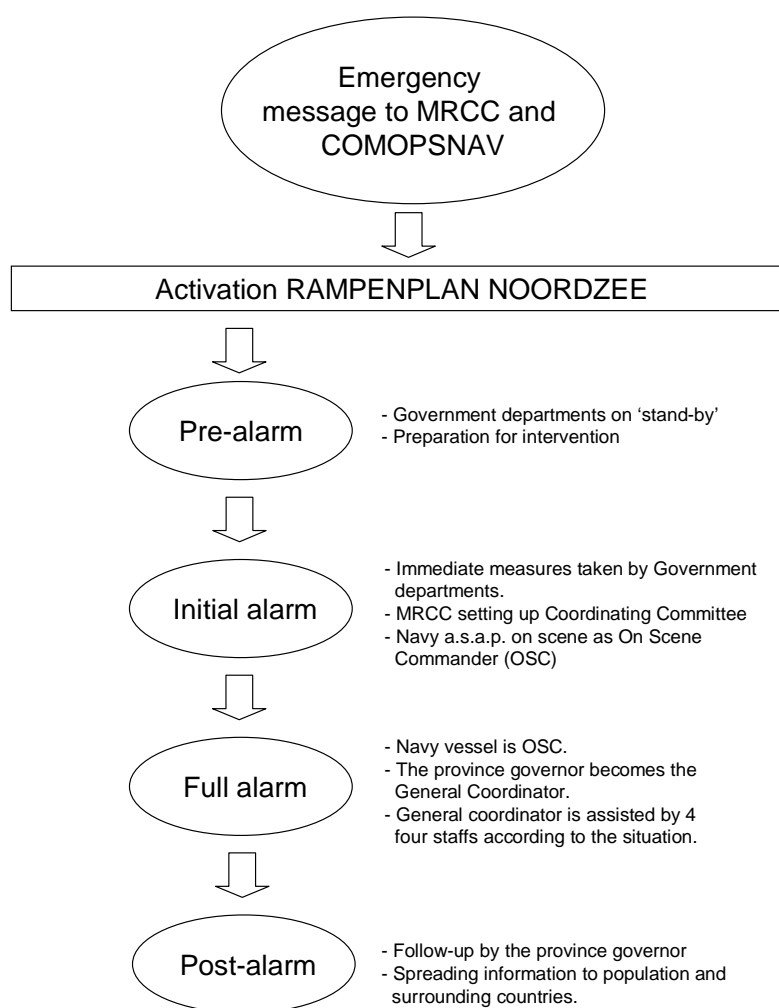 Emergency
message to MRCC and
COMOPSNAV
Activation RAMPENPLAN NOORDZEE
Pre-alarm
- Government departments on ‘stand-by’
- Preparation for intervention
Initial alarm
- Immediate measures taken by Government
departments.
- MRCC setting up Coordinating Committee
- Navy a.s.a.p. on scene as On Scene
Commander (OSC)
Full alarm
- Navy vessel is OSC.
- The province governor becomes the
General Coordinator.
- General coordinator is assisted by 4
four staffs according to the situation.
Post-alarm
- Follow-up by the province governor
- Spreading information to population and
surrounding countries.